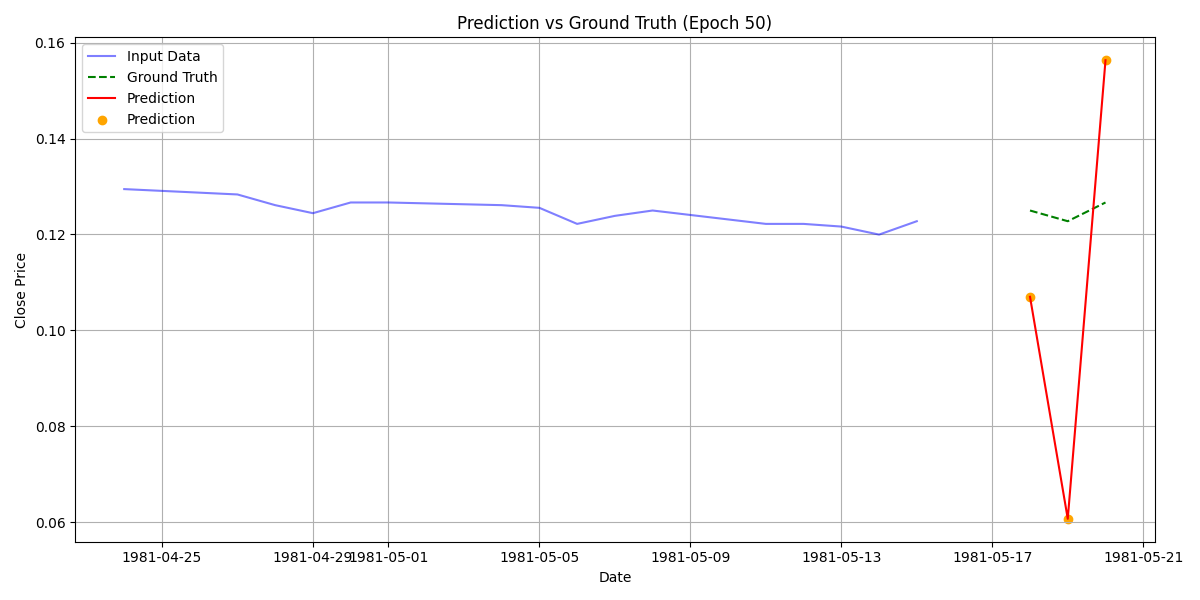 Prediction vs Ground Truth (Epoch 50)
Input Data
Ground Truth
Prediction
Prediction
Close Price
0.16
0.14
0.12
0.10
0.08
0.06
1981-04-25
1981-04-29
1981-05-01
1981-05-05
1981-05-09
1981-05-13
1981-05-17
1981-05-21
Date